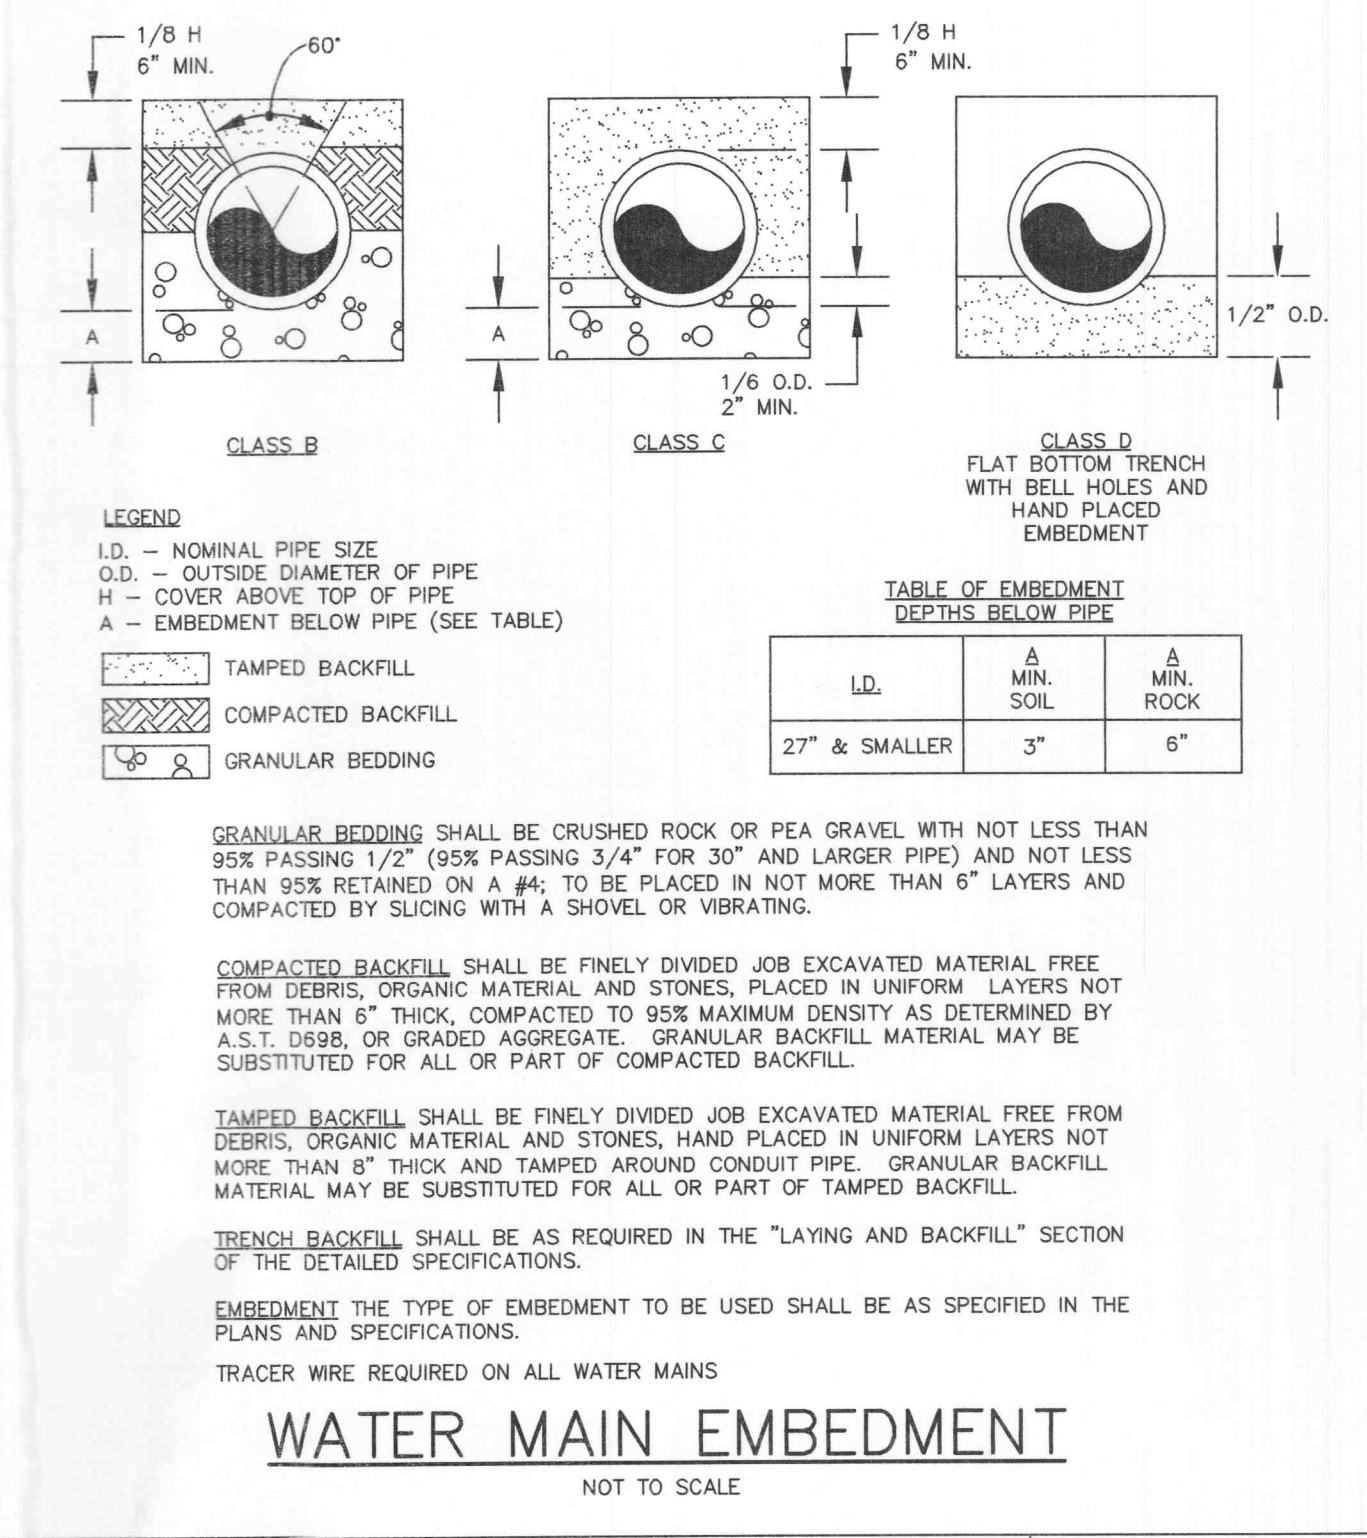 1/8 H
6" MIN.
60°
1/8 H
6" MIN.
A
A
1/6 O.D.
2" MIN.
1/2" O.D.
CLASS B
CLASS C
CLASS D
FLAT BOTTOM TRENCH
WITH BELL HOLES AND
HAND PLACED
EMBEDMENT
LEGEND
I.D. – NOMINAL PIPE SIZE
O.D. – OUTSIDE DIAMETER OF PIPE
H – COVER ABOVE TOP OF PIPE
A – EMBEDMENT BELOW PIPE (SEE TABLE)
TAMPED BACKFILL
COMPACTED BACKFILL
GRANULAR BEDDING
TABLE OF EMBEDMENT
DEPTHS BELOW PIPE
I.D.
A
MIN.
SOIL
A
MIN.
ROCK
27" & SMALLER
3"
6"
GRANULAR BEDDING SHALL BE CRUSHED ROCK OR PEA GRAVEL WITH NOT LESS THAN
95% PASSING 1/2" (95% PASSING 3/4" FOR 30" AND LARGER PIPE) AND NOT LESS
THAN 95% RETAINED ON A #4; TO BE PLACED IN NOT MORE THAN 6" LAYERS AND
COMPACTED BY SLICING WITH A SHOVEL OR VIBRATING.
COMPACTED BACKFILL SHALL BE FINELY DIVIDED JOB EXCAVATED MATERIAL FREE
FROM DEBRIS, ORGANIC MATERIAL AND STONES, PLACED IN UNIFORM LAYERS NOT
MORE THAN 6" THICK, COMPACTED TO 95% MAXIMUM DENSITY AS DETERMINED BY
A.S.T. D698, OR GRADED AGGREGATE. GRANULAR BACKFILL MATERIAL MAY BE
SUBSTITUTED FOR ALL OR PART OF COMPACTED BACKFILL.
TAMPED BACKFILL SHALL BE FINELY DIVIDED JOB EXCAVATED MATERIAL FREE FROM
DEBRIS, ORGANIC MATERIAL AND STONES, HAND PLACED IN UNIFORM LAYERS NOT
MORE THAN 8" THICK AND TAMPED AROUND CONDUIT PIPE. GRANULAR BACKFILL
MATERIAL MAY BE SUBSTITUTED FOR ALL OR PART OF TAMPED BACKFILL.
TRENCH BACKFILL SHALL BE AS REQUIRED IN THE "LAYING AND BACKFILL" SECTION
OF THE DETAILED SPECIFICATIONS.
EMBEDMENT THE TYPE OF EMBEDMENT TO BE USED SHALL BE AS SPECIFIED IN THE
PLANS AND SPECIFICATIONS.
TRACER WIRE REQUIRED ON ALL WATER MAINS
WATER MAIN EMBEDMENT
NOT TO SCALE